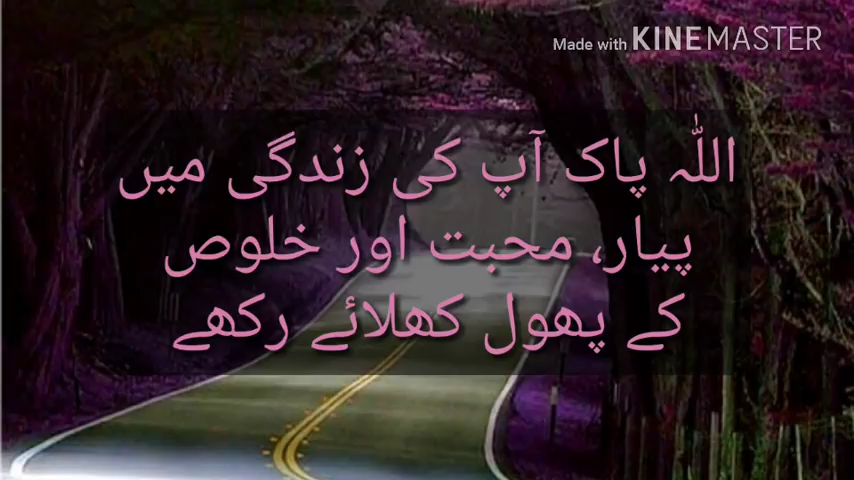 Made with KINEMASTER
اللّٰہ پاک آپ کی زندگی میں
پیار، محبت اور خلوص
کے پھول کھلائے رکھے